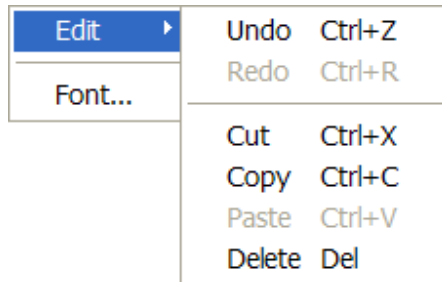 Edit
Font...
Undo Ctrl+Z
Redo Ctrl+R
Cut Ctrl+X
Copy Ctrl+C
Paste Ctrl+V
Delete Del